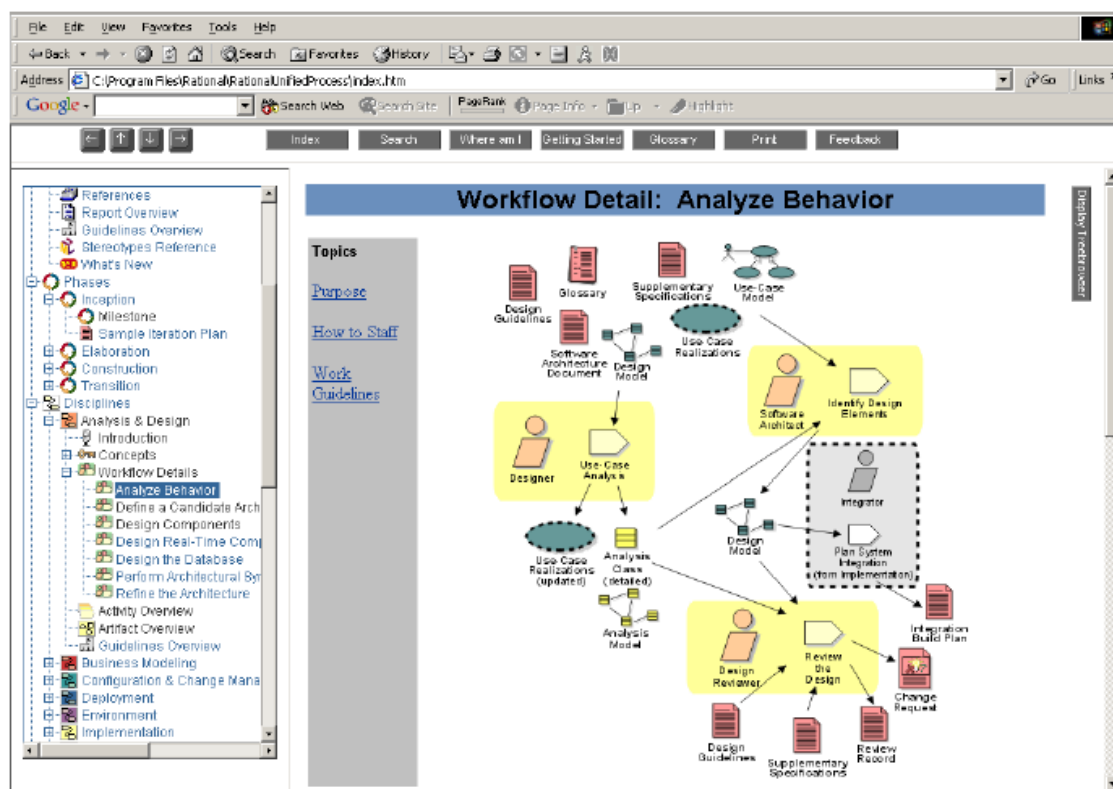 File Edit View Favorites Tools Help
Back Search Favorites History
Address C:\Program Files\Rational\RationalUnifiedProcess\index.htm Go Links
Google Search Web Search Site PageRank Page Info Up Highlight
Index Search Where am I Getting Started Glossary Print Feedback
References
Report Overview
Guidelines Overview
Stereotypes Reference
What's New
Phases
Inception
Milestone
Sample Iteration Plan
Elaboration
Construction
Transition
Disciplines
Analysis & Design
Introduction
Concepts
Workflow Details
Analyze Behavior
Define a Candidate Arch
Design Components
Design Real-Time Comp
Design the Database
Perform Architectural Syr
Refine the Architecture
Activity Overview
Artifact Overview
Guidelines Overview
Business Modeling
Configuration & Change Mana
Deployment
Environment
Implementation
Workflow Detail: Analyze Behavior
Display Treebrowser
Topics
Purpose
How to Staff
Work
Guidelines
Design
Guidelines
Glossary
Supplementary
Specifications
Use-Case
Model
Software
Architecture
Document
Design
Model
Use-Case
Realizations
Software
Architect
Identify Design
Elements
Designer
Use-Case
Analysis
Integrator
Plan System
Integration
(from Implementation)
Use-Case
Realizations
(updated)
Analysis
Class
(detailed)
Design
Model
Analysis
Model
Integration
Build Plan
Design
Reviewer
Review
the
Design
Change
Request
Design
Guidelines
Supplementary
Specifications
Review
Record